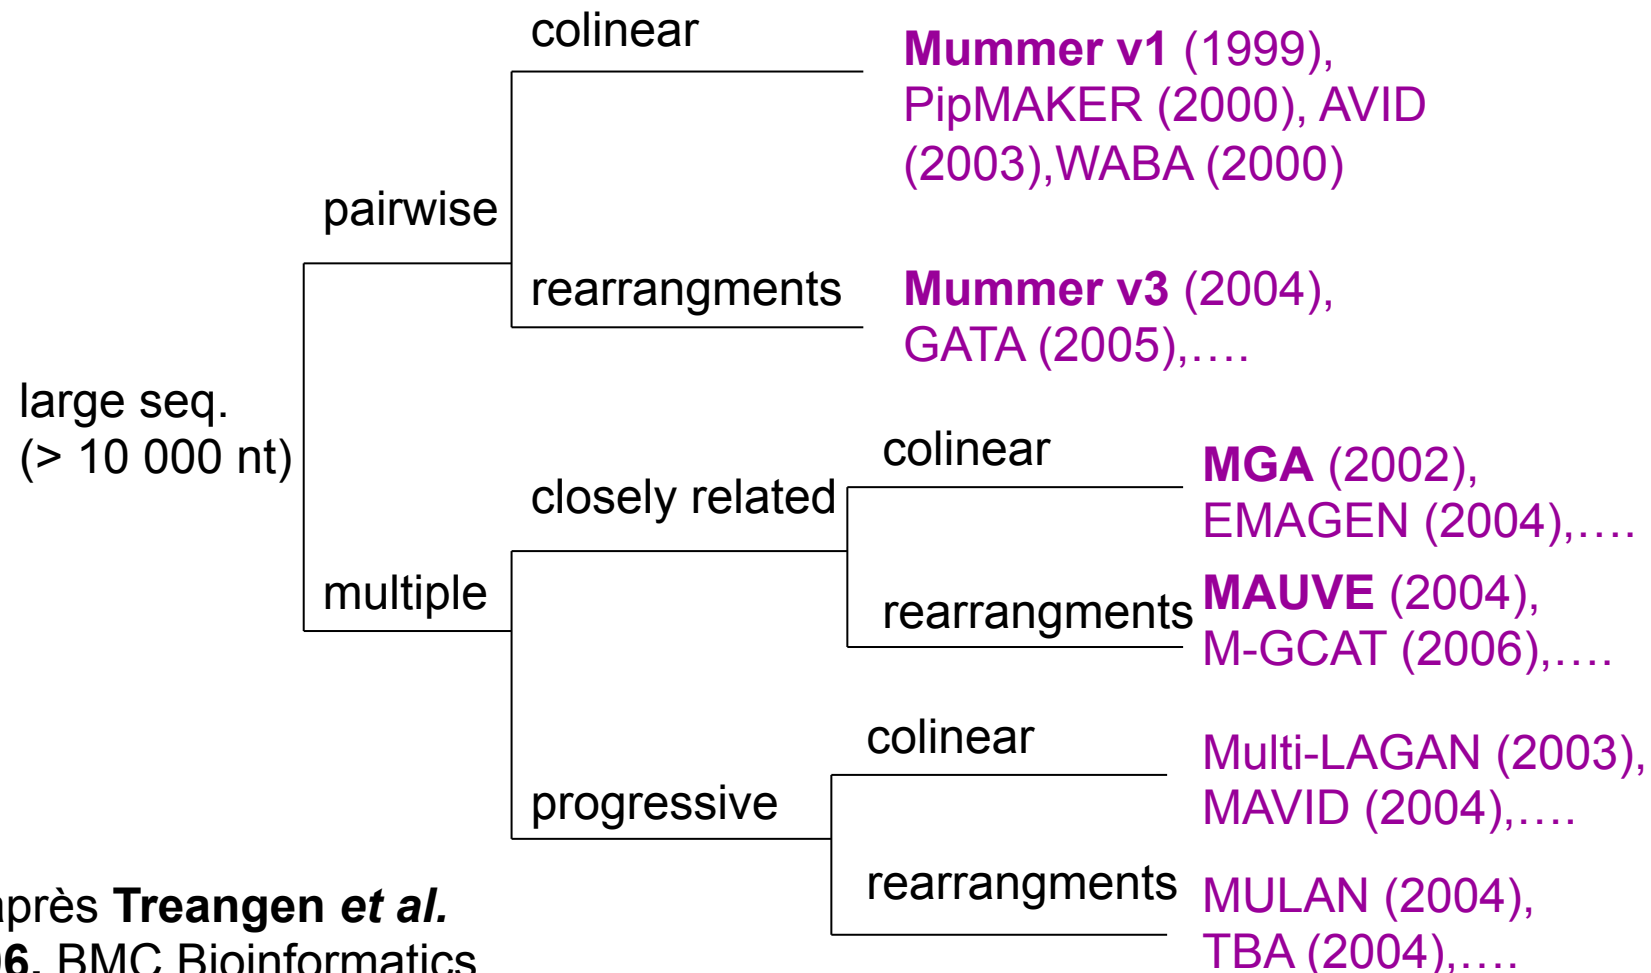 colinear
Mummer v1 (1999),
PipMAKER (2000), AVID
(2003),WABA (2000)
pairwise
rearrangments
Mummer v3 (2004),
GATA (2005),....
large seq.
(> 10 000 nt)
closely related
colinear
MGA (2002),
EMAGEN (2004),....
multiple
rearrangments
MAUVE (2004),
M-GCAT (2006),....
progressive
colinear
Multi-LAGAN (2003),
MAVID (2004),....
rearrangments
MULAN (2004),
TBA (2004),....
après Treangen et al.
06. BMC Bioinformatics